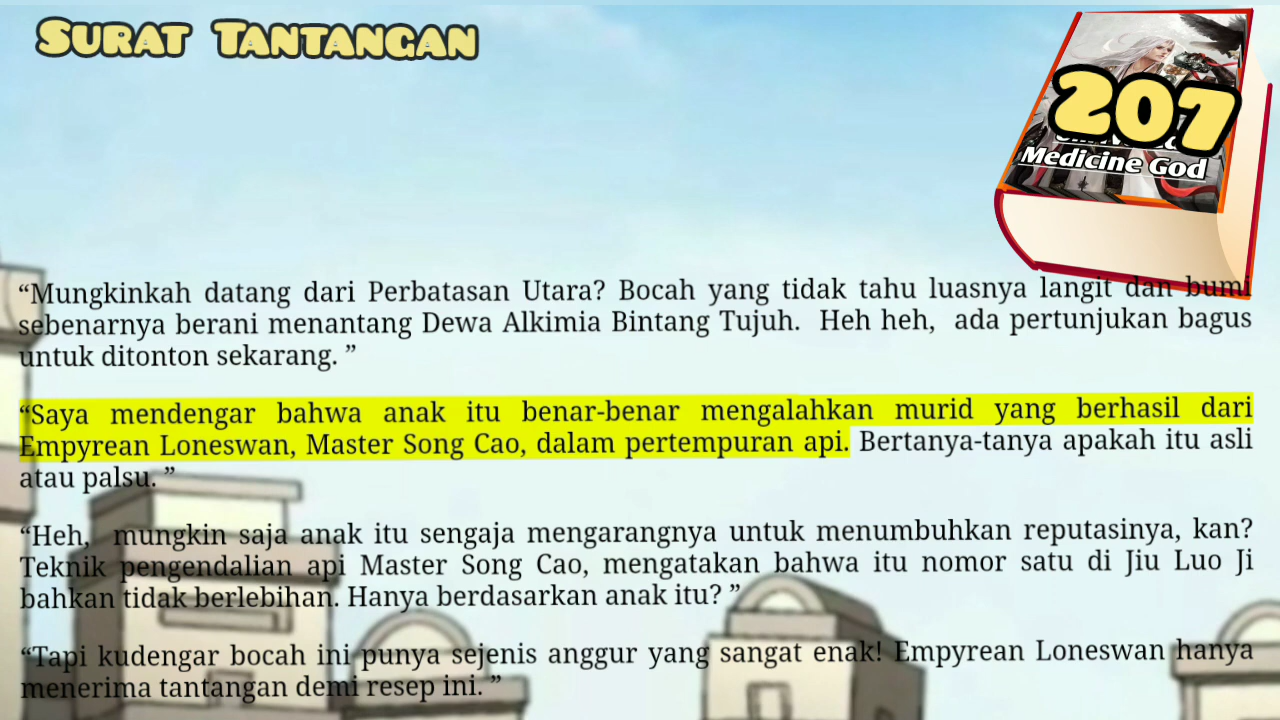 Surat Tantangan
207
Medicine God
“Mungkinkah datang dari Perbatasan Utara? Bocah yang tidak tahu luasnya langit dan bumi
sebenarnya berani menantang Dewa Alkimia Bintang Tujuh. Heh heh, ada pertunjukan bagus
untuk ditonton sekarang. ”
“Saya mendengar bahwa anak itu benar-benar mengalahkan murid yang berhasil dari
Empyrean Loneswan, Master Song Cao, dalam pertempuran api. Bertanya-tanya apakah itu asli
atau palsu. ”
“Heh, mungkin saja anak itu sengaja mengarangnya untuk menumbuhkan reputasinya, kan?
Teknik pengendalian api Master Song Cao, mengatakan bahwa itu nomor satu di Jiu Luo Ji
bahkan tidak berlebihan. Hanya berdasarkan anak itu? ”
“Tapi kudengar bocah ini punya sejenis anggur yang sangat enak! Empyrean Loneswan hanya
menerima tantangan demi resep ini. ”